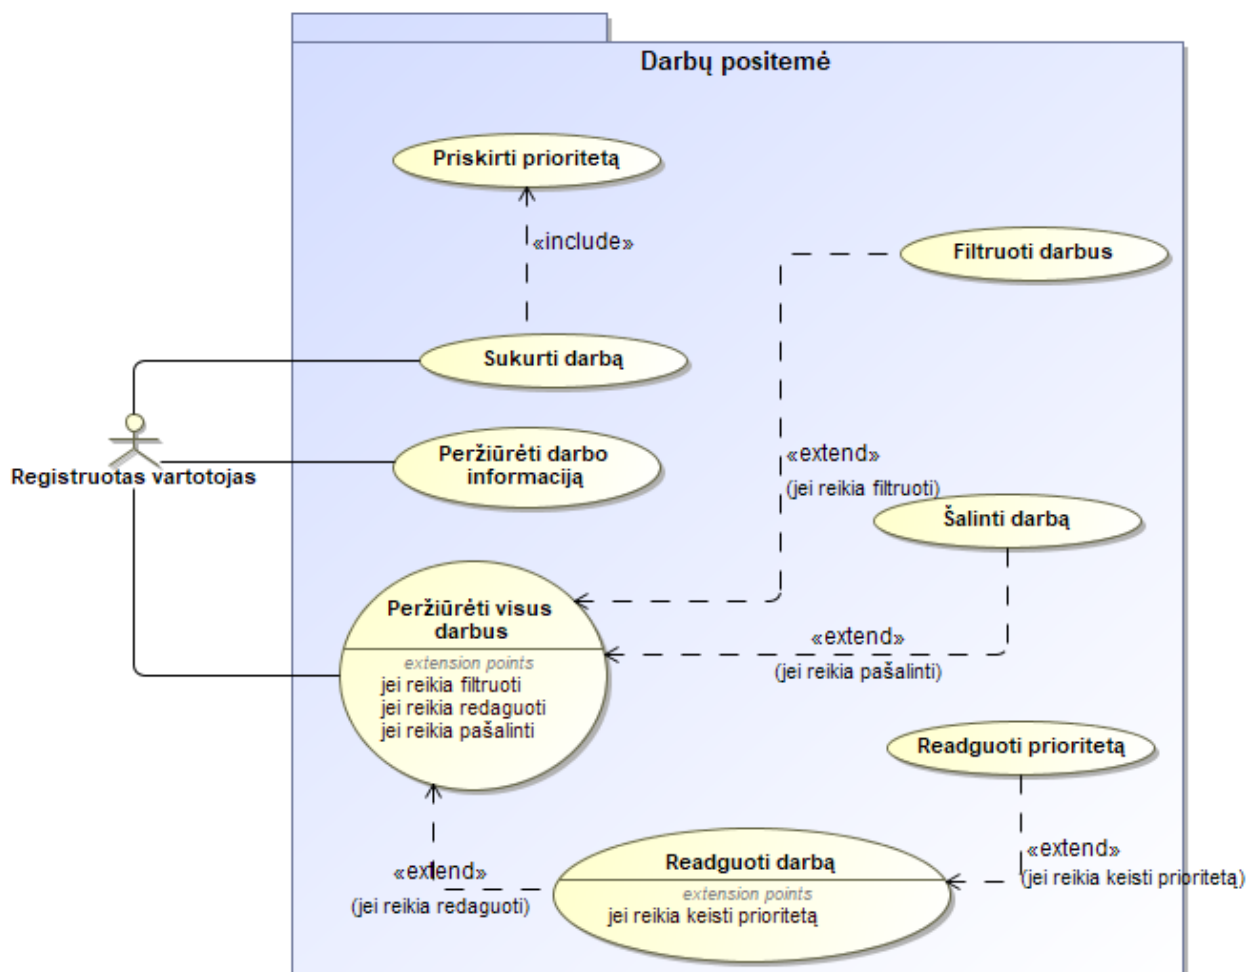 Darbų positemė
Priskirti prioritetą
«include»
Filtruoti darbus
Sukurti darbą
Registruotas vartotojas
Peržiūrėti darbo
informaciją
«extend»
(jei reikia filtruoti)
Šalinti darbą
Peržiūrėti visus
darbus
extension points
jei reikia filtruoti
jei reikia redaguoti
jei reikia pašalinti
«extend»
(jei reikia pašalinti)
Readguoti prioritetą
«extend»
(jei reikia keisti prioritetą)
«extend»
(jei reikia redaguoti)
Readguoti darbą
extension points
jei reikia keisti prioritetą